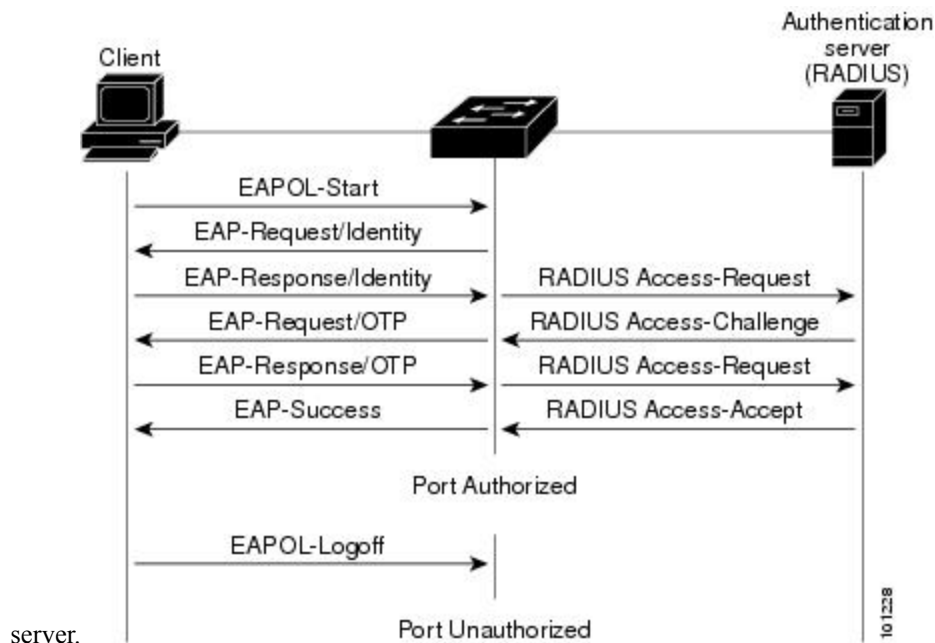 Authentication
server
(RADIUS)
Client
EAPOL-Start
EAP-Request/Identity
EAP-Response/Identity
RADIUS Access-Request
EAP-Request/OTP
RADIUS Access-Challenge
EAP-Response/OTP
RADIUS Access-Request
EAP-Success
RADIUS Access-Accept
Port Authorized
EAPOL-Logoff
Port Unauthorized
101228
server.